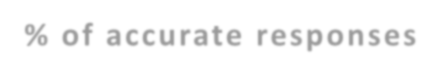 % of accurate responses